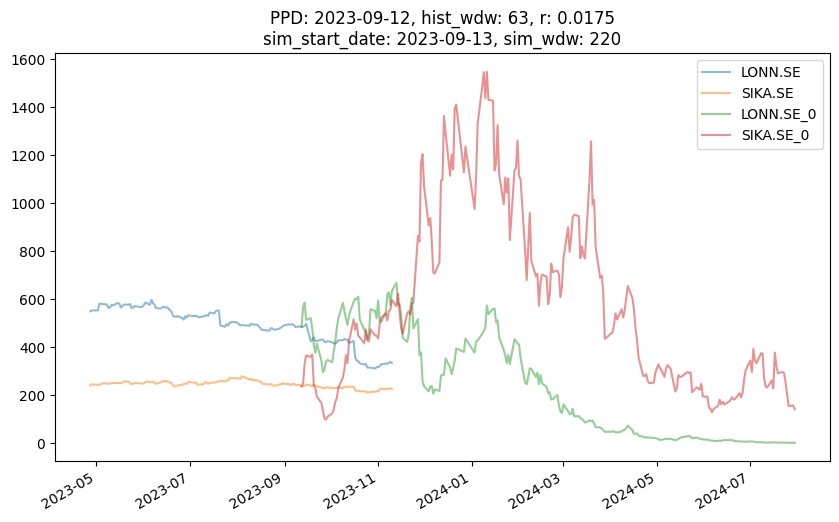 PPD: 2023-09-12, hist_wdw: 63, r: 0.0175
sim_start_date: 2023-09-13, sim_wdw: 220
1600
1400
1200
1000
800
600
400
200
0
LONN.SE
SIKA.SE
LONN.SE_0
SIKA.SE_0
2023-05
2023-07
2023-09
2023-11
2024-01
2024-03
2024-05
2024-07